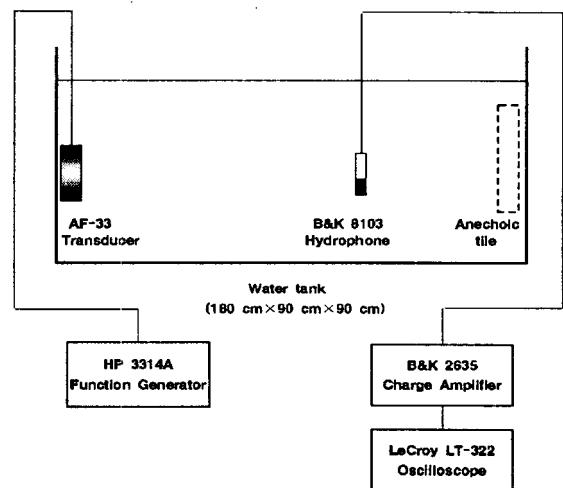 AF-33
Transducer
B&K 8103
Hydrophone
Anechoic
tile
Water tank
(180 cm×90 cm×90 cm)
HP 3314A
Function Generator
B&K 2635
Charge Amplifier
LeCroy LT-322
Oscilloscope